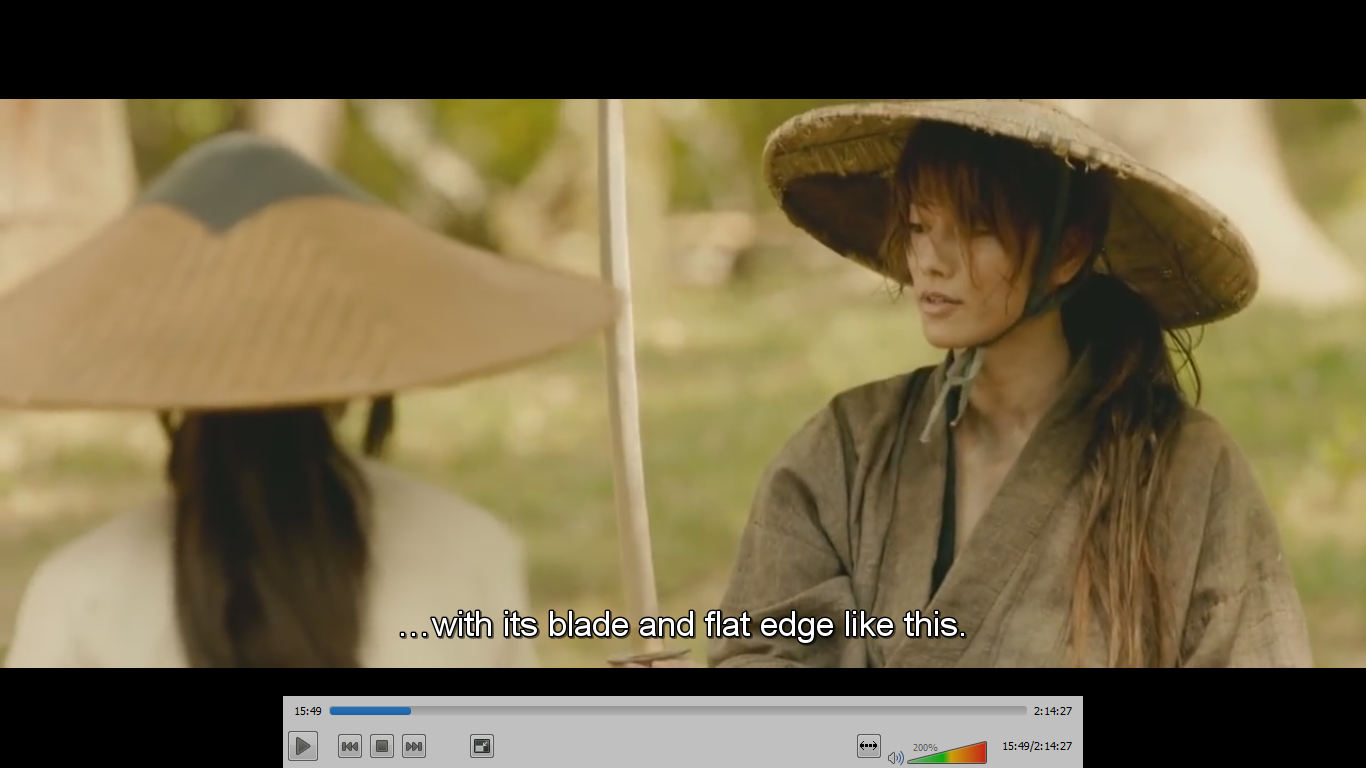 ...with its blade and flat edge like this.
15:49
2:14:27
200%
15:49/2:14:27